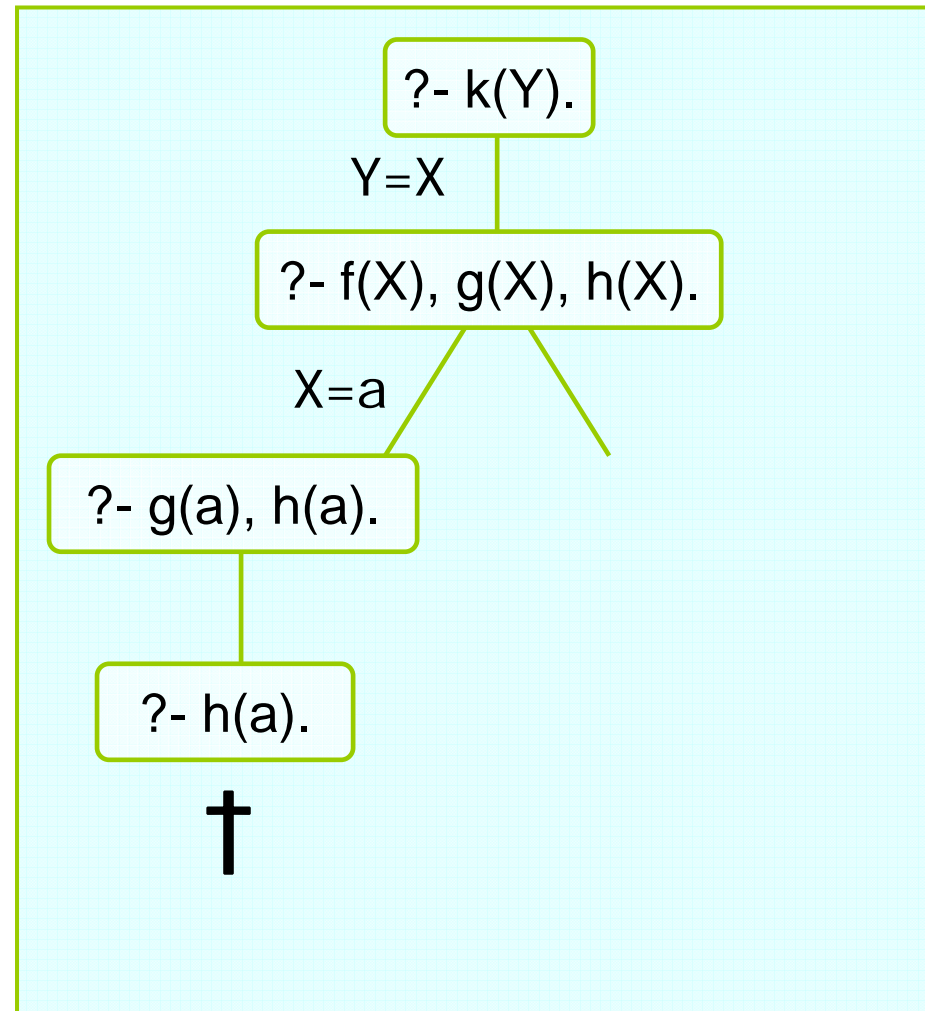 ?- k(Y).
Y=X
?- f(X), g(X), h(X).
X=a
?- g(a), h(a).
?- h(a).
†